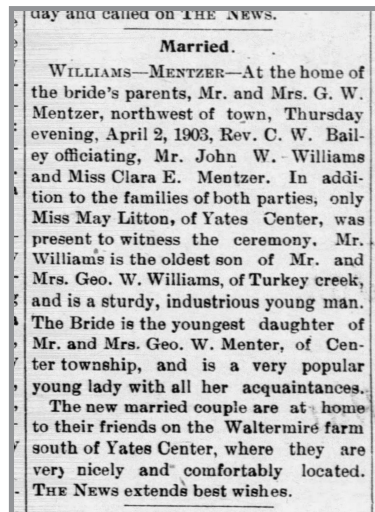 day and called on THE NEWS.
Married.
WILLIAMS—MENTZER—At the home of
the bride's parents, Mr. and Mrs. G. W.
Mentzer, northwest of town, Thursday
evening, April 2, 1903, Rev. C. W. Bail-
ey officiating, Mr. John W. Williams
and Miss Clara E. Mentzer. In addi-
tion to the families of both parties, only
Miss May Litton, of Yates Center, was
present to witness the ceremony. Mr.
Williams is the oldest son of Mr. and
Mrs. Geo. W. Williams, of Turkey creek,
and is a sturdy, industrious young man.
The Bride is the youngest daughter of
Mr. and Mrs. Geo. W. Menter, of Cen-
ter township, and is a very popular
young lady with all her acquaintances.
The new married couple are at home
to their friends on the Waltermire farm
south of Yates Center, where they are
very nicely and comfortably located.
THE NEWS extends best wishes.